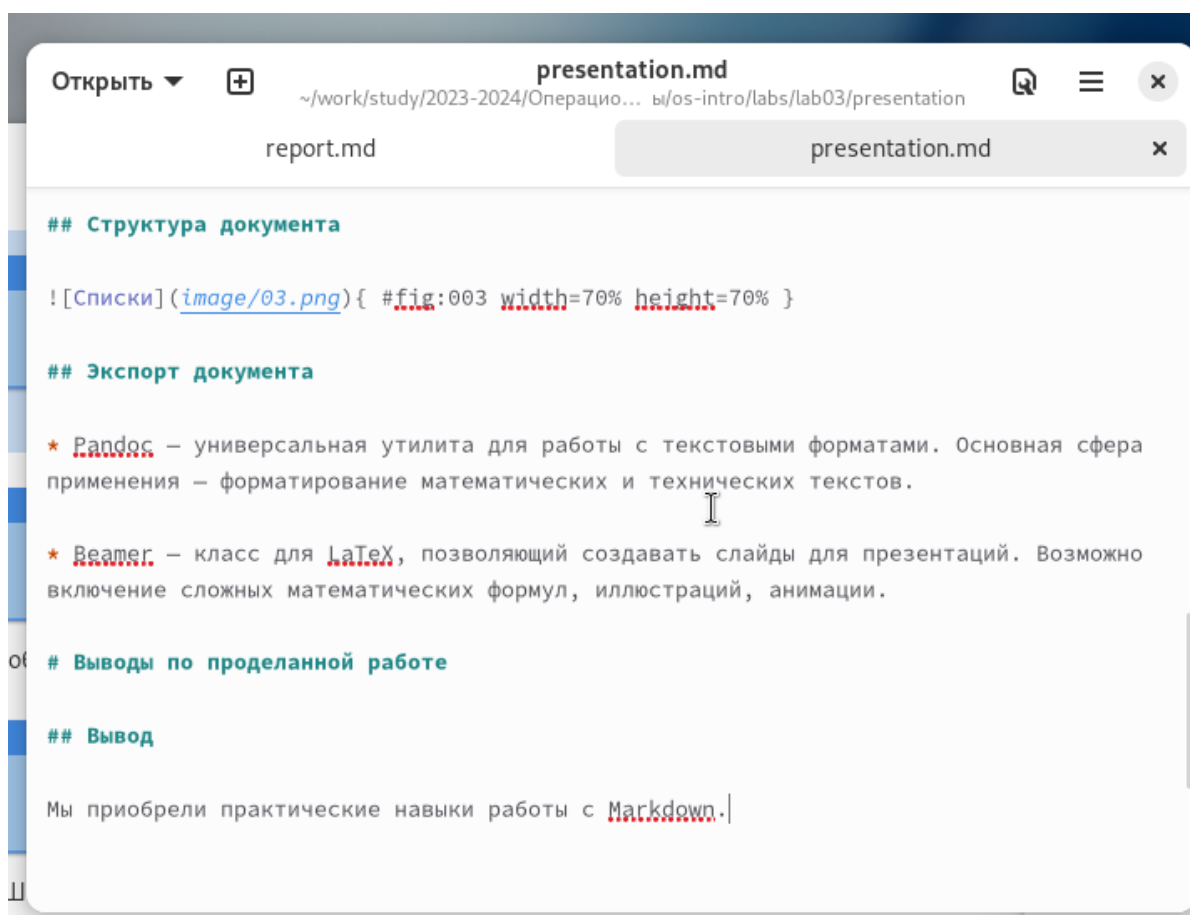 Открыть
presentation.md
~/work/study/2023-2024/Операцио… ы/os-intro/labs/lab03/presentation
report.md
presentation.md
## Структура документа
![Списки](image/03.png){ #fig:003 width=70% height=70% }
## Экспорт документа
* Pandoc — универсальная утилита для работы с текстовыми форматами. Основная сфера
применения — форматирование математических и технических текстов.
* Beamer — класс для LaTeX, позволяющий создавать слайды для презентаций. Возможно
включение сложных математических формул, иллюстраций, анимации.
# Выводы по проделанной работе
## Вывод
Мы приобрели практические навыки работы с Markdown.